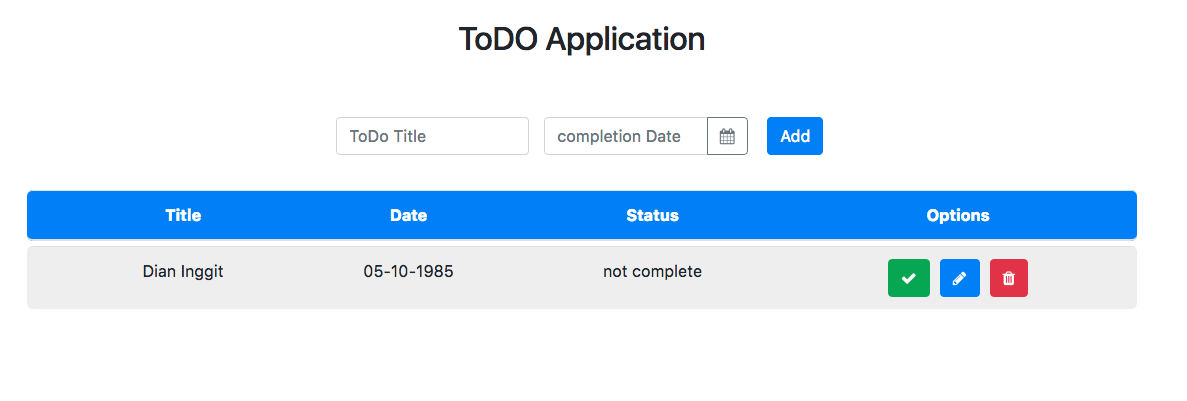 ToDO Application
ToDo Title completion Date Add
Title Date Status Options
Dian Inggit 05-10-1985 not complete